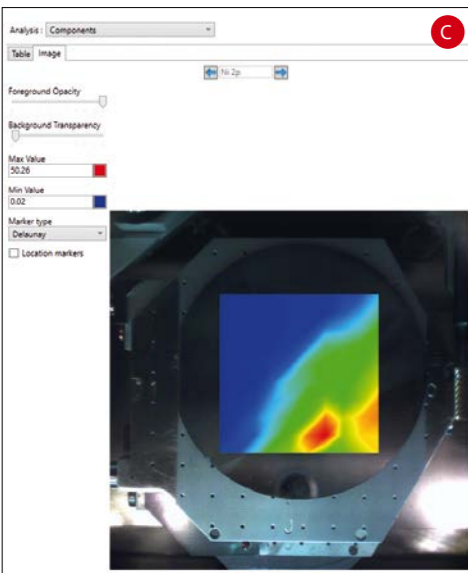 Analysis : Components
C
Table Image
Ni 2p
Foreground Opacity
Background Transparency
Max Value
50.26
Min Value
0.02
Marker type
Delaunay
Location markers